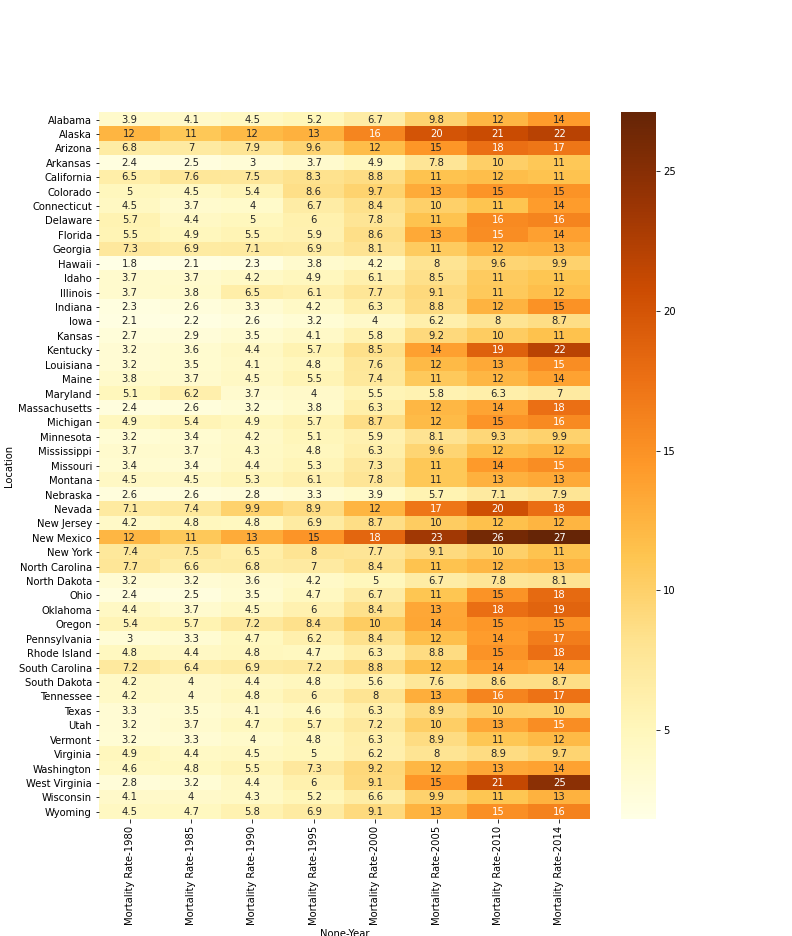 Alabama 3.9 4.1 4.5 5.2 6.7 9.8 12 14
Alaska 12 11 12 13 16 20 21 22
Arizona 6.8 7 7.9 9.6 12 15 18 17
Arkansas 2.4 2.5 3 3.7 4.9 7.8 10 11
California 6.5 7.6 7.5 8.3 8.8 11 12 11
Colorado 5 4.5 5.4 8.6 9.7 13 15 15
Connecticut 4.5 3.7 4 6.7 8.4 10 11 14
Delaware 5.7 4.4 5 6 7.8 11 16 16
Florida 5.5 4.9 5.5 5.9 8.6 13 15 14
Georgia 7.3 6.9 7.1 6.9 8.1 11 12 13
Hawaii 1.8 2.1 2.3 3.8 4.2 8 9.6 9.9
Idaho 3.7 3.7 4.2 4.9 6.1 8.5 11 11
Illinois 3.7 3.8 6.5 6.1 7.7 9.1 11 12
Indiana 2.3 2.6 3.3 4.2 6.3 8.8 12 15
Iowa 2.1 2.2 2.6 3.2 4 6.2 8 8.7
Kansas 2.7 2.9 3.5 4.1 5.8 9.2 10 11
Kentucky 3.2 3.6 4.4 5.7 8.5 14 19 22
Louisiana 3.2 3.5 4.1 4.8 7.6 12 13 15
Maine 3.8 3.7 4.5 5.5 7.4 11 12 14
Maryland 5.1 6.2 3.7 4 5.5 5.8 6.3 7
Massachusetts 2.4 2.6 3.2 3.8 6.3 12 14 18
Michigan 4.9 5.4 4.9 5.7 8.7 12 15 16
Minnesota 3.2 3.4 4.2 5.1 5.9 8.1 9.3 9.9
Mississippi 3.7 3.7 4.3 4.8 6.3 9.6 12 12
Missouri 3.4 3.4 4.4 5.3 7.3 11 14 15
Montana 4.5 4.5 5.3 6.1 7.8 11 13 13
Nebraska 2.6 2.6 2.8 3.3 3.9 5.7 7.1 7.9
Nevada 7.1 7.4 9.9 8.9 12 17 20 18
New Jersey 4.2 4.8 4.8 6.9 8.7 10 12 12
New Mexico 12 11 13 15 18 23 26 27
New York 7.4 7.5 6.5 8 7.7 9.1 10 11
North Carolina 7.7 6.6 6.8 7 8.4 11 12 13
North Dakota 3.2 3.2 3.6 4.2 5 6.7 7.8 8.1
Ohio 2.4 2.5 3.5 4.7 6.7 11 15 18
Oklahoma 4.4 3.7 4.5 6 8.4 13 18 19
Oregon 5.4 5.7 7.2 8.4 10 14 15 15
Pennsylvania 3 3.3 4.7 6.2 8.4 12 14 17
Rhode Island 4.8 4.4 4.8 4.7 6.3 8.8 15 18
South Carolina 7.2 6.4 6.9 7.2 8.8 12 14 14
South Dakota 4.2 4 4.4 4.8 5.6 7.6 8.6 8.7
Tennessee 4.2 4 4.8 6 8 13 16 17
Texas 3.3 3.5 4.1 4.6 6.3 8.9 10 10
Utah 3.2 3.7 4.7 5.7 7.2 10 13 15
Vermont 3.2 3.3 4 4.8 6.3 8.9 11 12
Virginia 4.9 4.4 4.5 5 6.2 8 8.9 9.7
Washington 4.6 4.8 5.5 7.3 9.2 12 13 14
West Virginia 2.8 3.2 4.4 6 9.1 15 21 25
Wisconsin 4.1 4 4.3 5.2 6.6 9.9 11 13
Wyoming 4.5 4.7 5.8 6.9 9.1 13 15 16
Location
Mortality Rate-1980
Mortality Rate-1985
Mortality Rate-1990
Mortality Rate-1995
Mortality Rate-2000
Mortality Rate-2005
Mortality Rate-2010
Mortality Rate-2014
None-Year
25
20
15
10
5